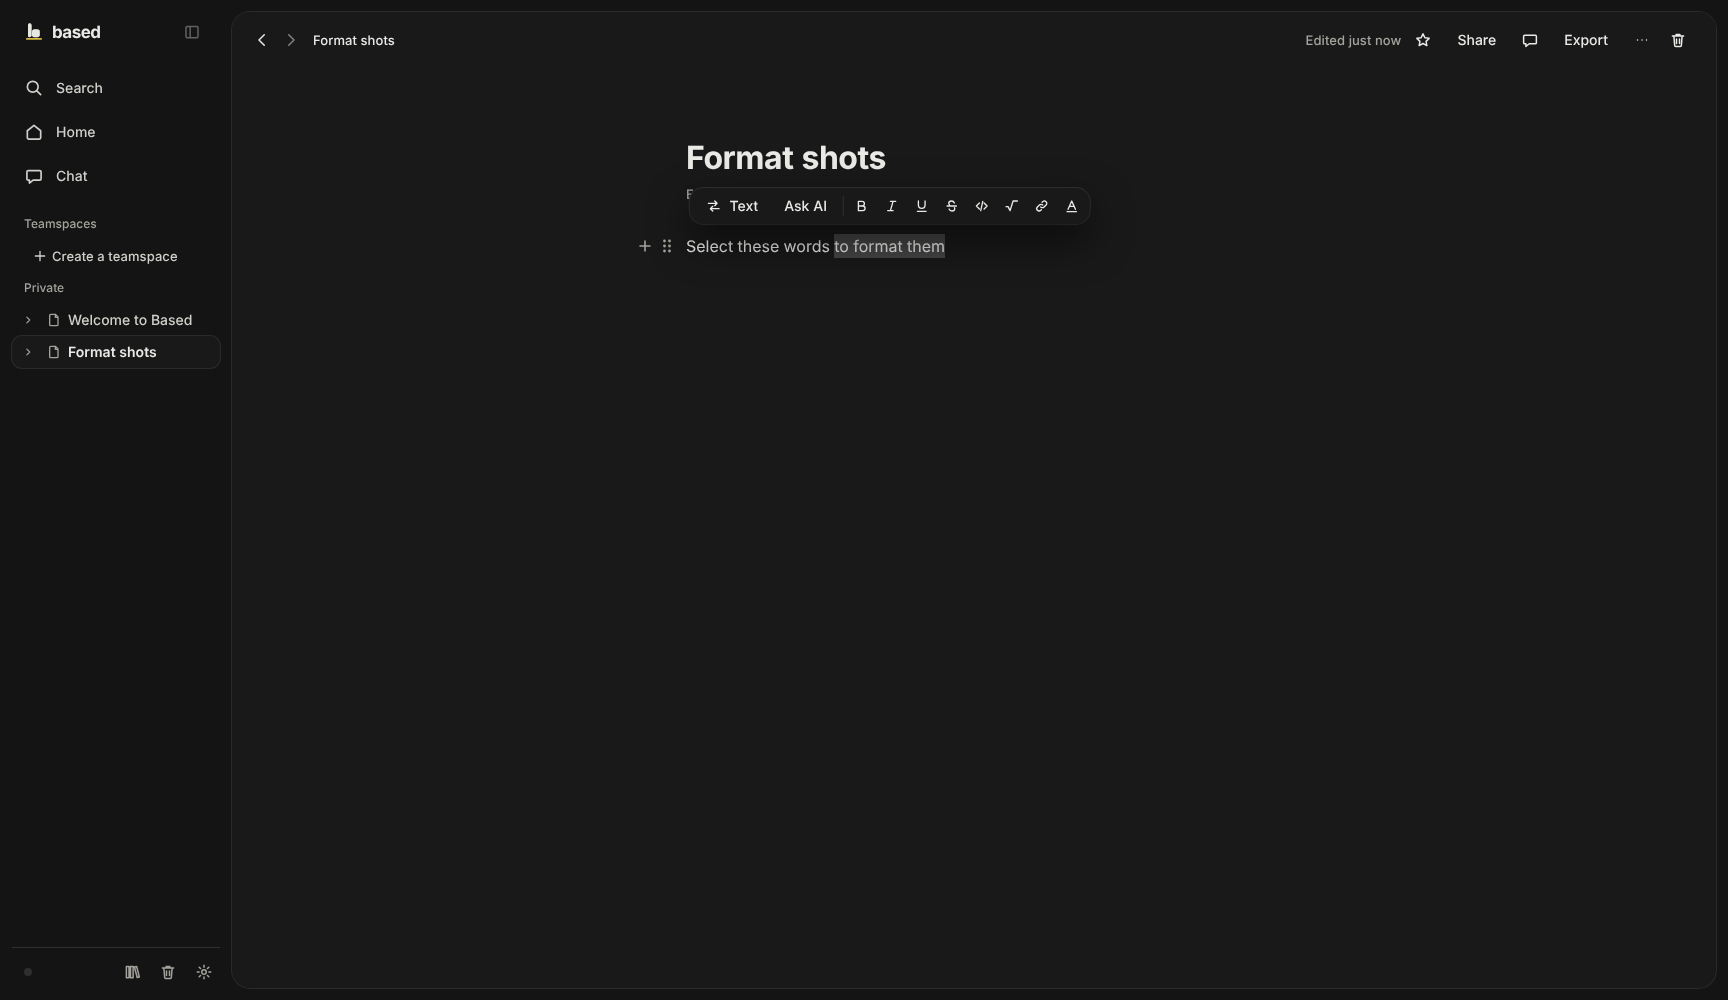 based
Search
Home
Chat
Teamspaces
Create a teamspace
Private
Welcome to Based
Format shots
Format shots
Edited just now
Share
Export
Format shots
Text
Ask AI
Select these words to format them